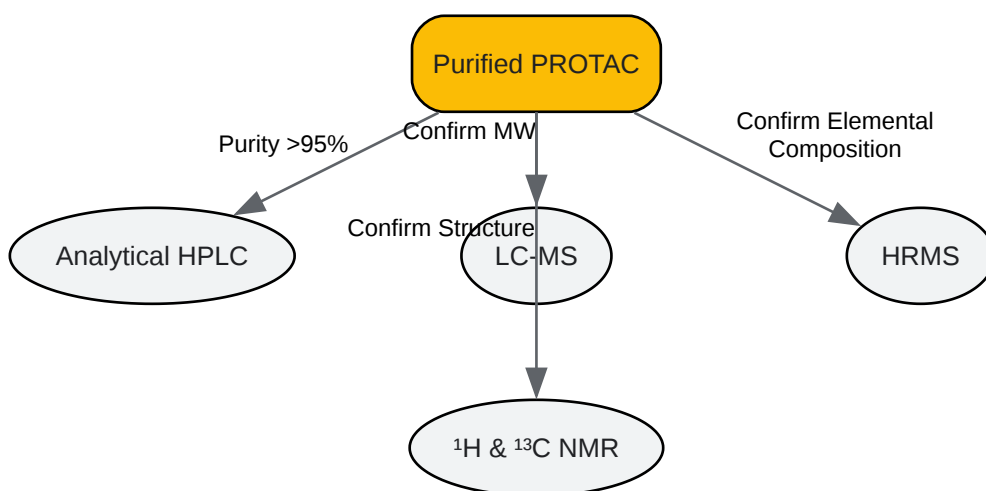 Purified PROTAC
Purity >95%
Confirm MW
Confirm Elemental
Composition
Confirm Structure
Analytical HPLC
LC-MS
HRMS
¹H & ¹³C NMR